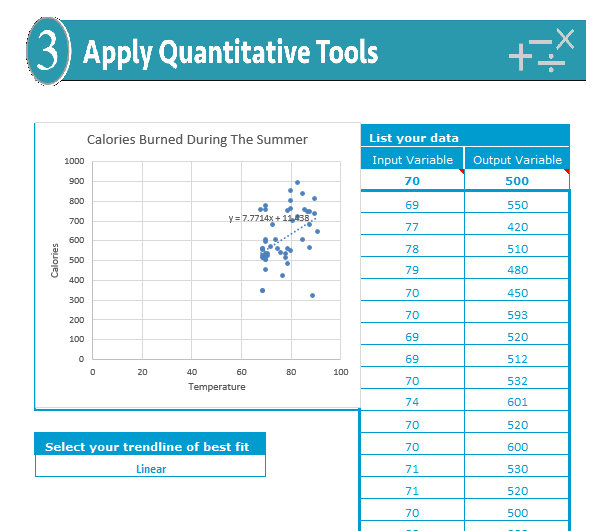 3 Apply Quantitative Tools
+ − × ÷
Calories Burned During The Summer
1000
900
800
700
600
500
400
300
200
100
0
Calories
y = 7.7714x + 11.438
0 20 40 60 80 100
Temperature
Select your trendline of best fit
Linear
List your data
Input Variable Output Variable
70 500
69 550
77 420
78 510
79 480
70 450
70 593
69 520
69 512
70 532
74 601
70 520
70 600
71 530
71 520
70 500